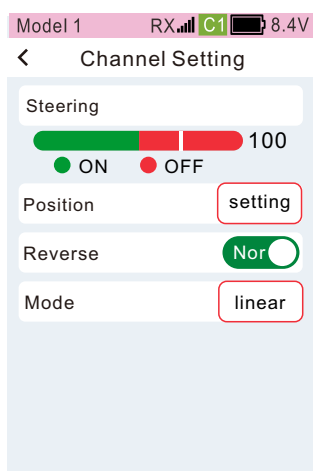 Model 1 RX C1 8.4V
Channel Setting
Steering
100
ON OFF
Position setting
Reverse Nor
Mode linear